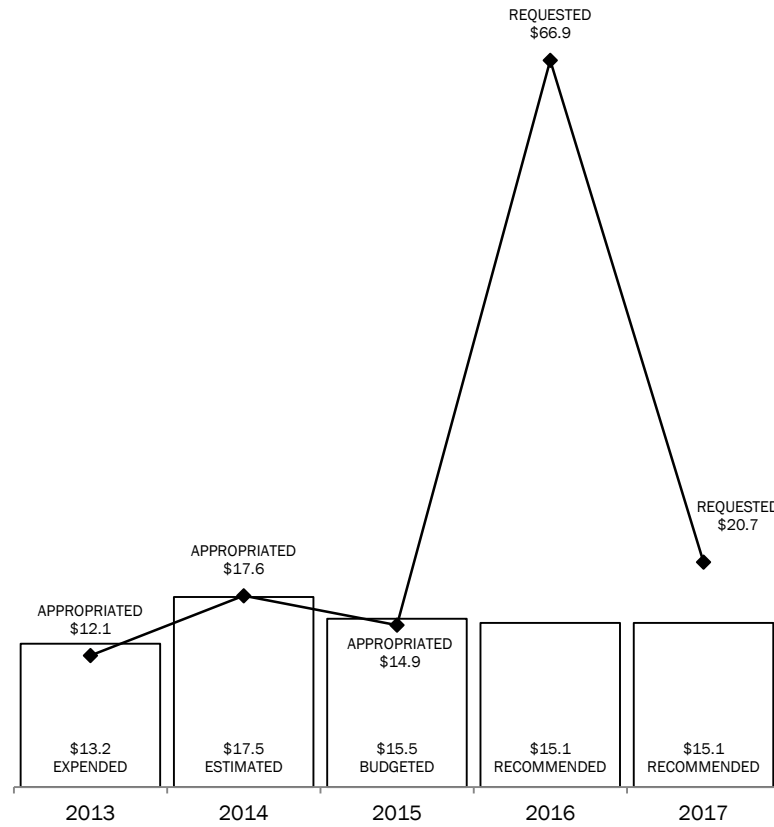 REQUESTED
$66.9
REQUESTED
$20.7
APPROPRIATED
$17.6
APPROPRIATED
$12.1
APPROPRIATED
$14.9
$13.2
EXPENDED
$17.5
ESTIMATED
$15.5
BUDGETED
$15.1
RECOMMENDED
$15.1
RECOMMENDED
2013
2014
2015
2016
2017